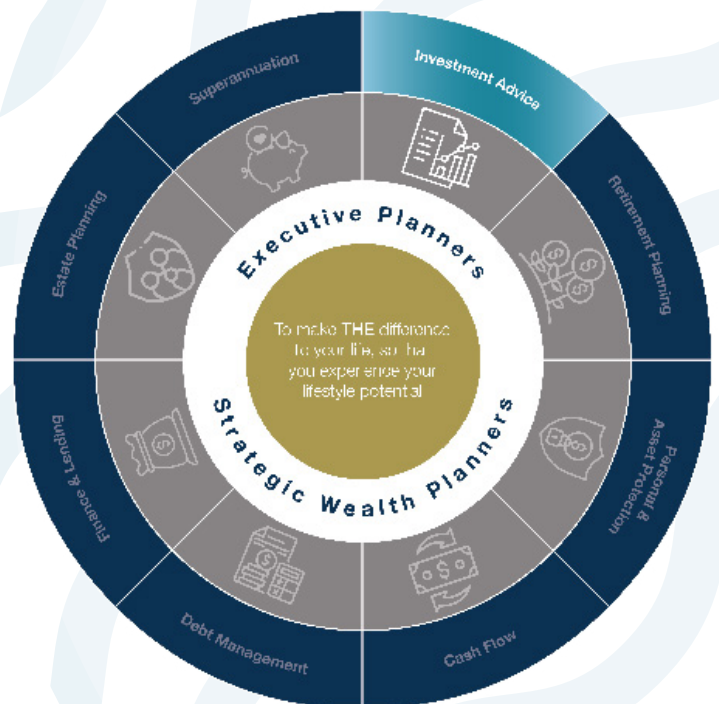 Superannuation
Investment Advice
Retirement Planning
Personal &
Asset Protection
Cash Flow
Debt Management
Finance & Lending
Estate Planning
Executive Planners
To make THE difference
to your life, so that
you experience your
lifestyle potential
Strategic Wealth Planners